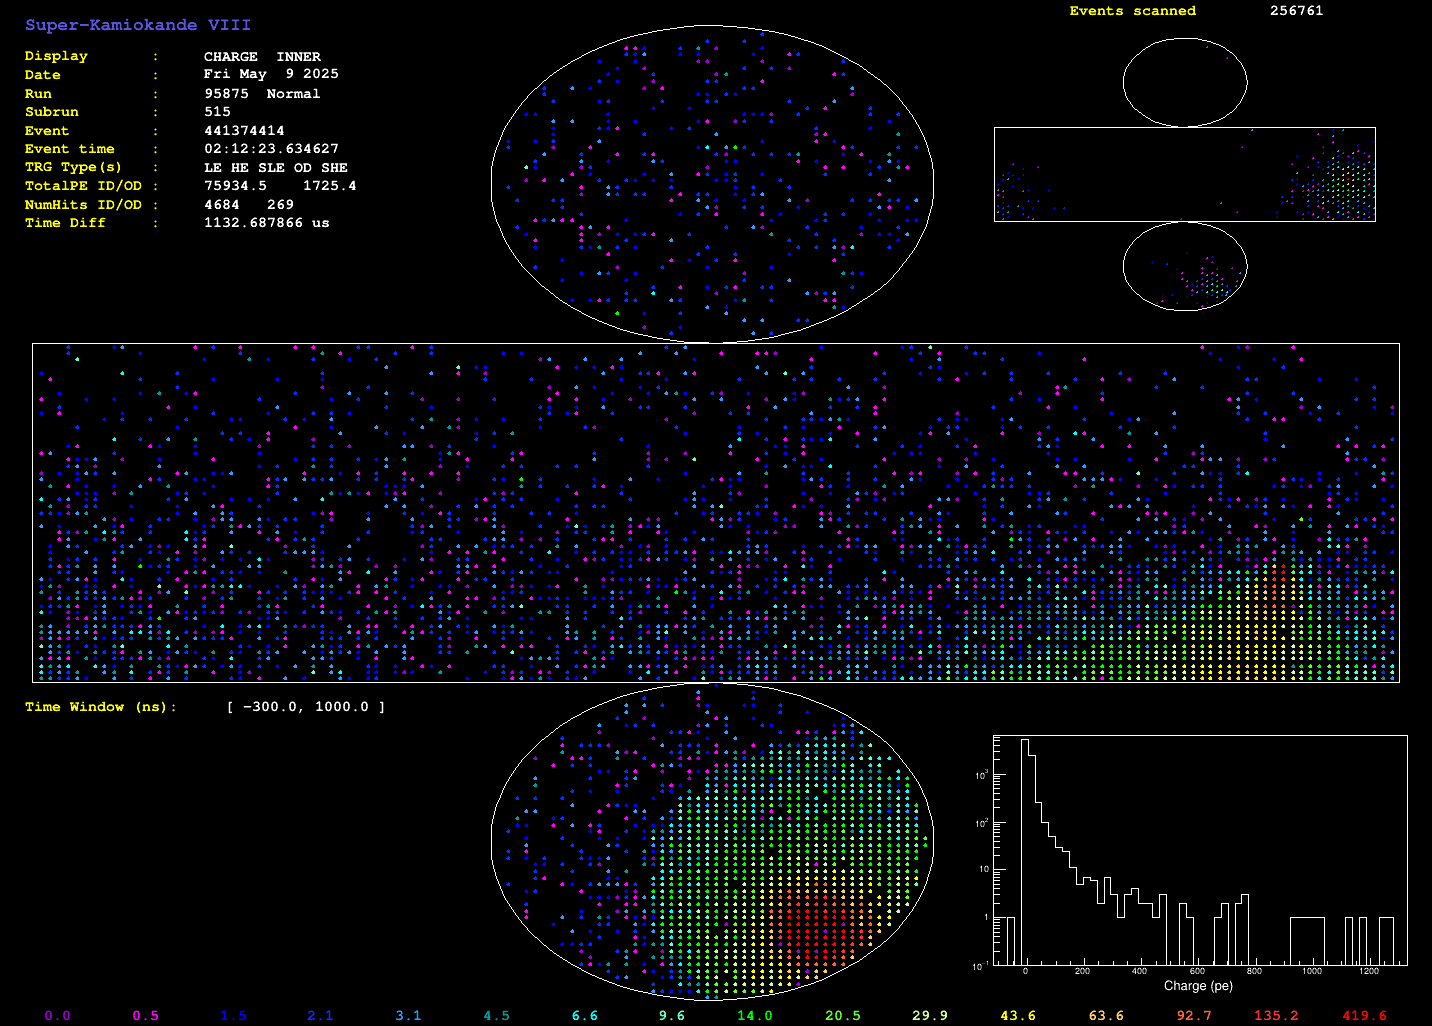 Super-Kamiokande VIII
Display : CHARGE INNER
Date : Fri May 9 2025
Run : 95875 Normal
Subrun : 515
Event : 441374414
Event time : 02:12:23.634627
TRG Type(s) : LE HE SLE OD SHE
TotalPE ID/OD : 75934.5 1725.4
NumHits ID/OD : 4684 269
Time Diff : 1132.687866 us
Events scanned 256761
Time Window (ns): [ -300.0, 1000.0 ]
10³
10²
10
1
10⁻¹
0 200 400 600 800 1000 1200
Charge (pe)
0.0 0.5 1.5 2.1 3.1 4.5 6.6 9.6 14.0 20.5 29.9 43.6 63.6 92.7 135.2 419.6